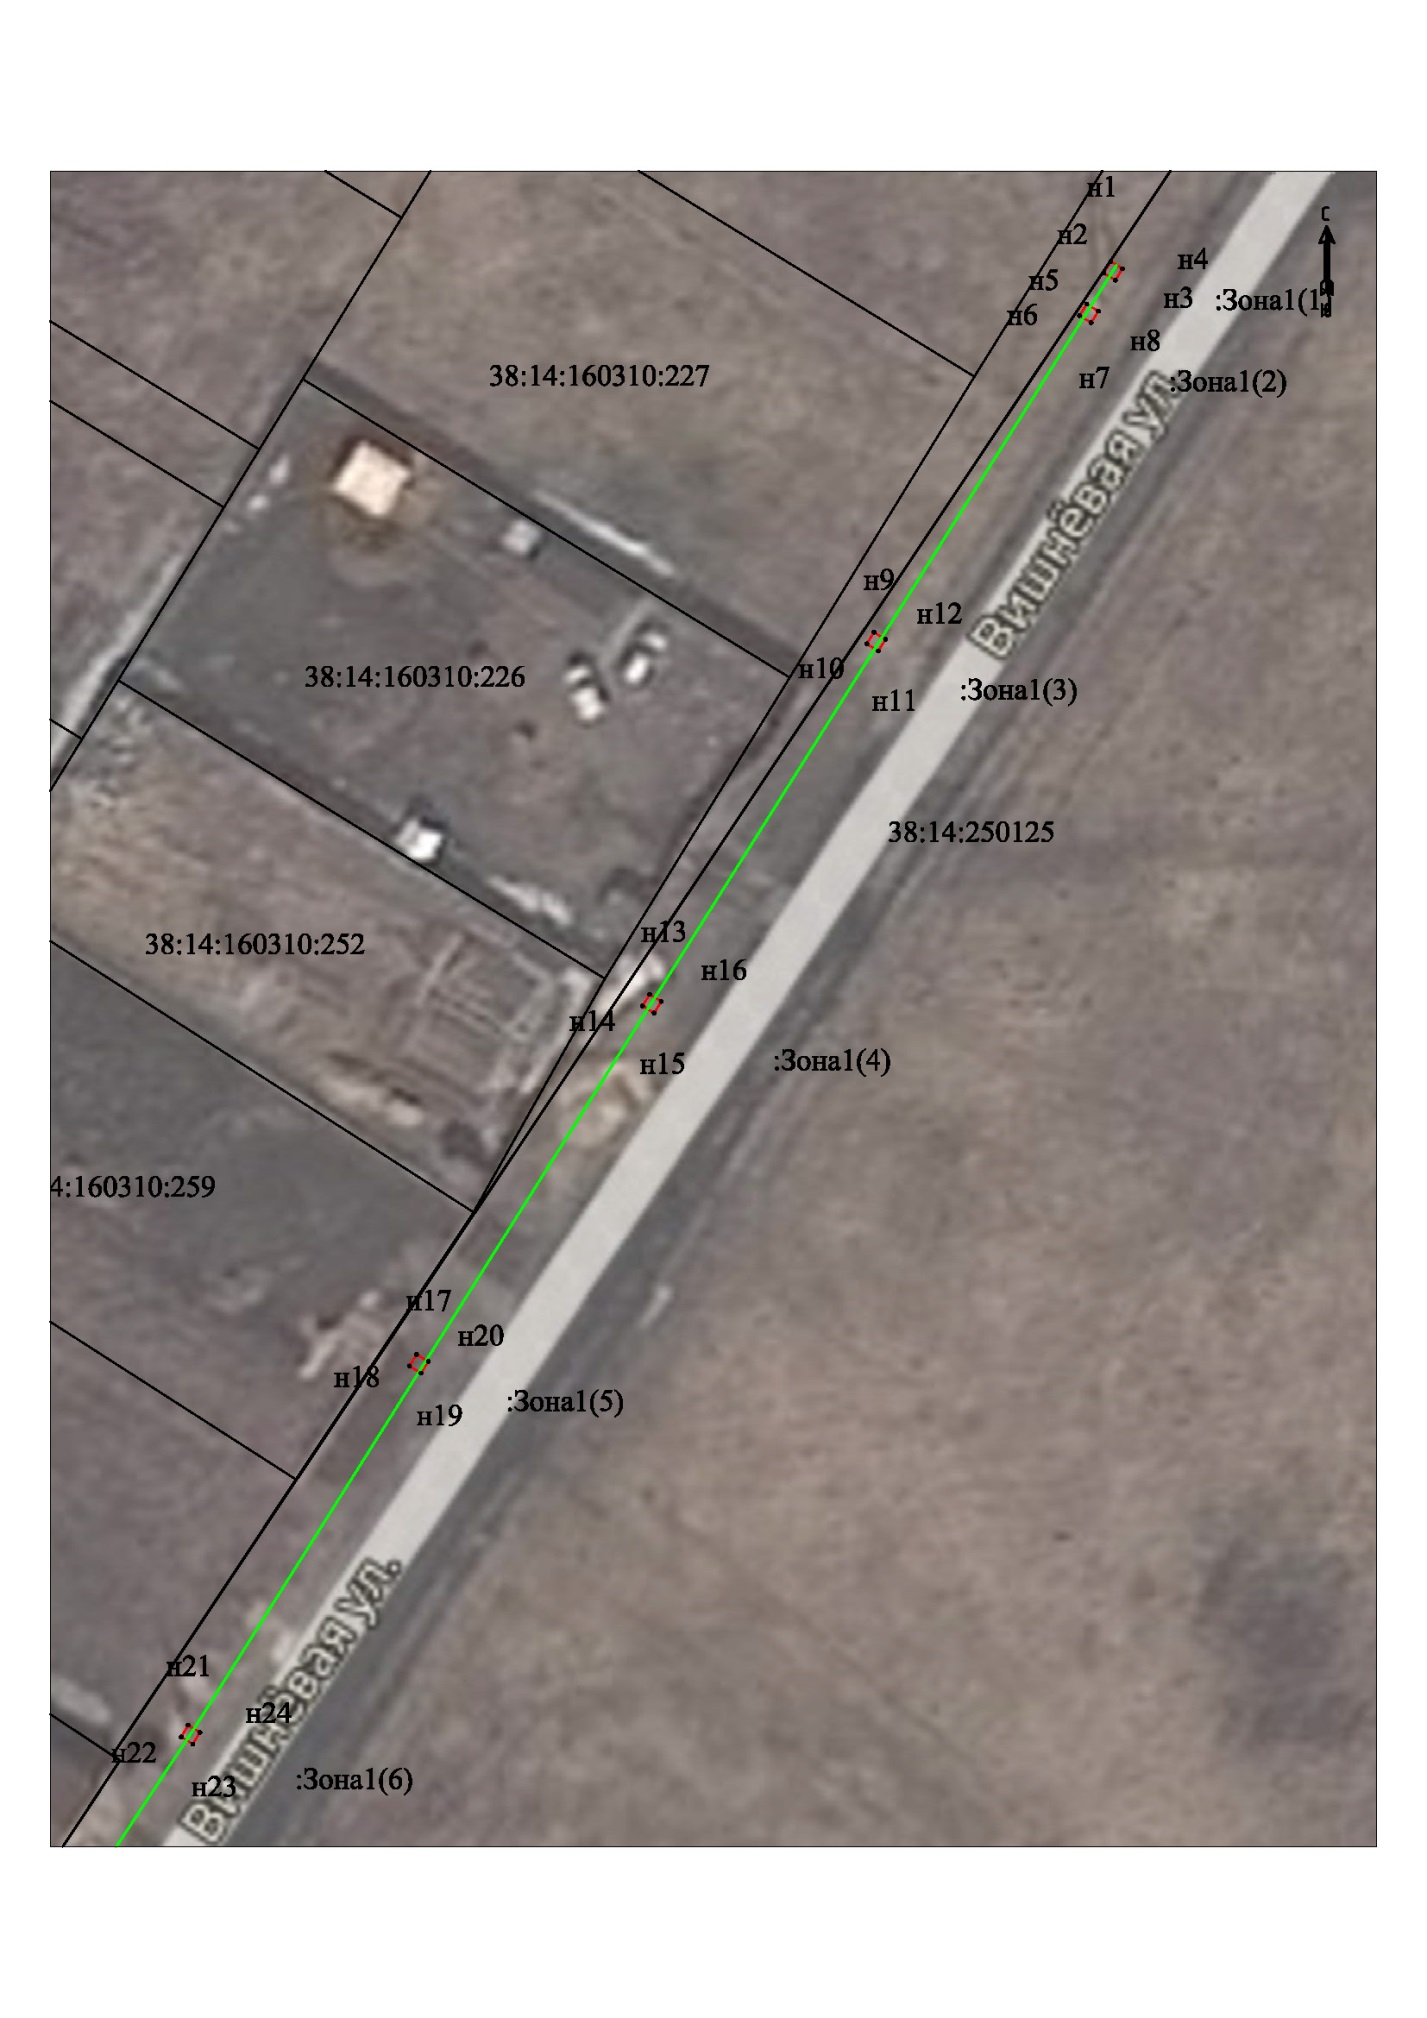 н1
С
н2
н4
н5
н3
:Зона1(1)
н6
н8
38:14:160310:227
н7
:Зона1(2)
Вишнёвая ул.
н9
н12
н10
38:14:160310:226
:Зона1(3)
н11
38:14:250125
н13
38:14:160310:252
н16
н14
н15
:Зона1(4)
4:160310:259
н17
н20
н18
:Зона1(5)
н19
Вишнёвая ул.
н21
н24
н22
н23
:Зона1(6)